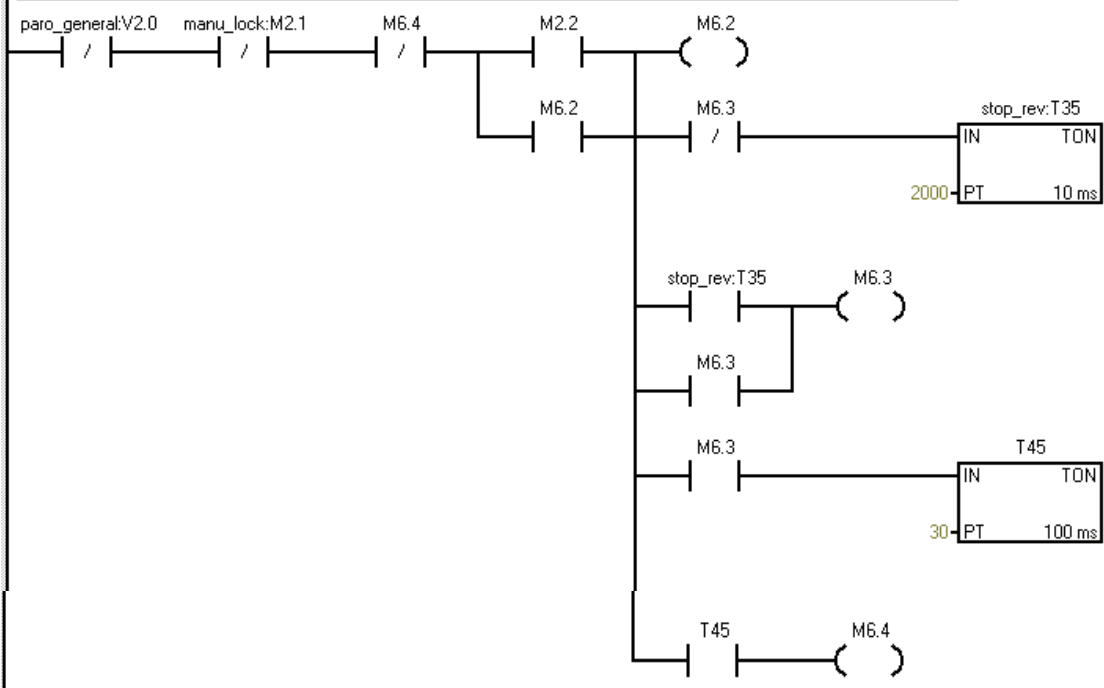 paro_general:V2.0 manu_lock:M2.1 M6.4 M2.2 M6.2
/ / /
M6.2 M6.3 stop_rev:T35
/ IN TON
2000 PT 10 ms
stop_rev:T35 M6.3
M6.3
M6.3 T45
IN TON
30 PT 100 ms
T45 M6.4